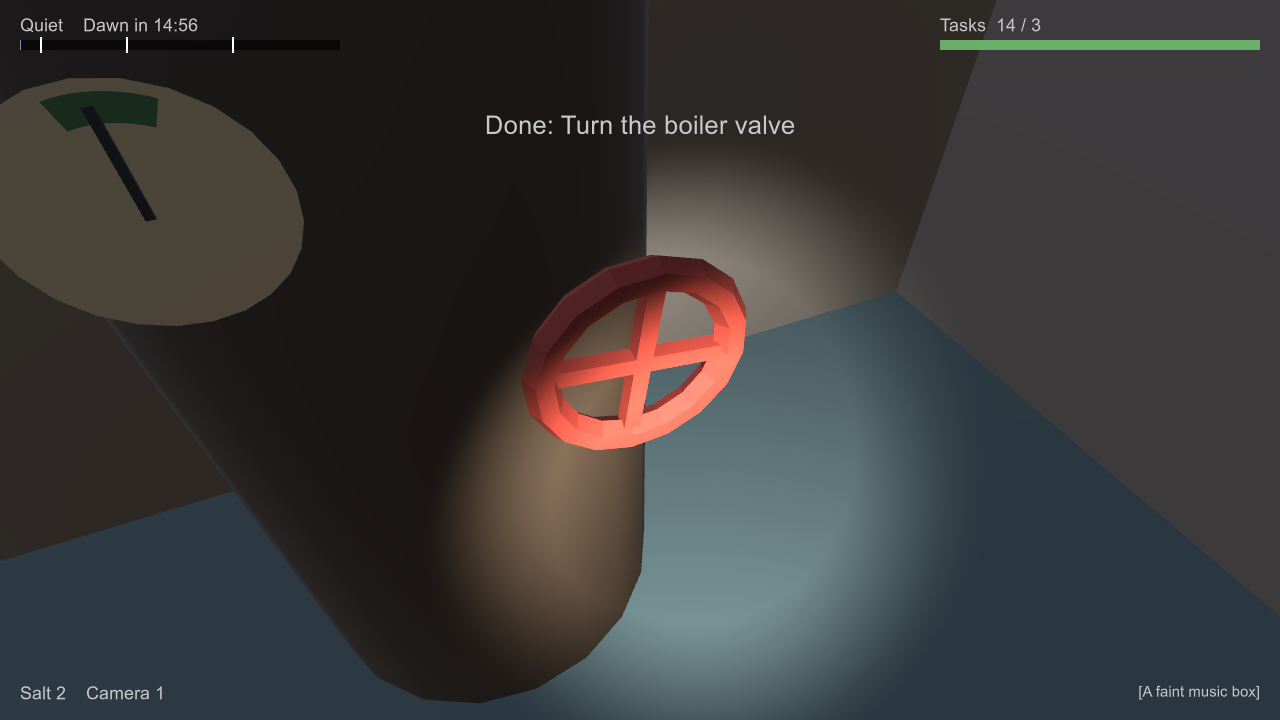 Quiet Dawn in 14:56
Tasks 14 / 3
Done: Turn the boiler valve
Salt 2 Camera 1
[A faint music box]